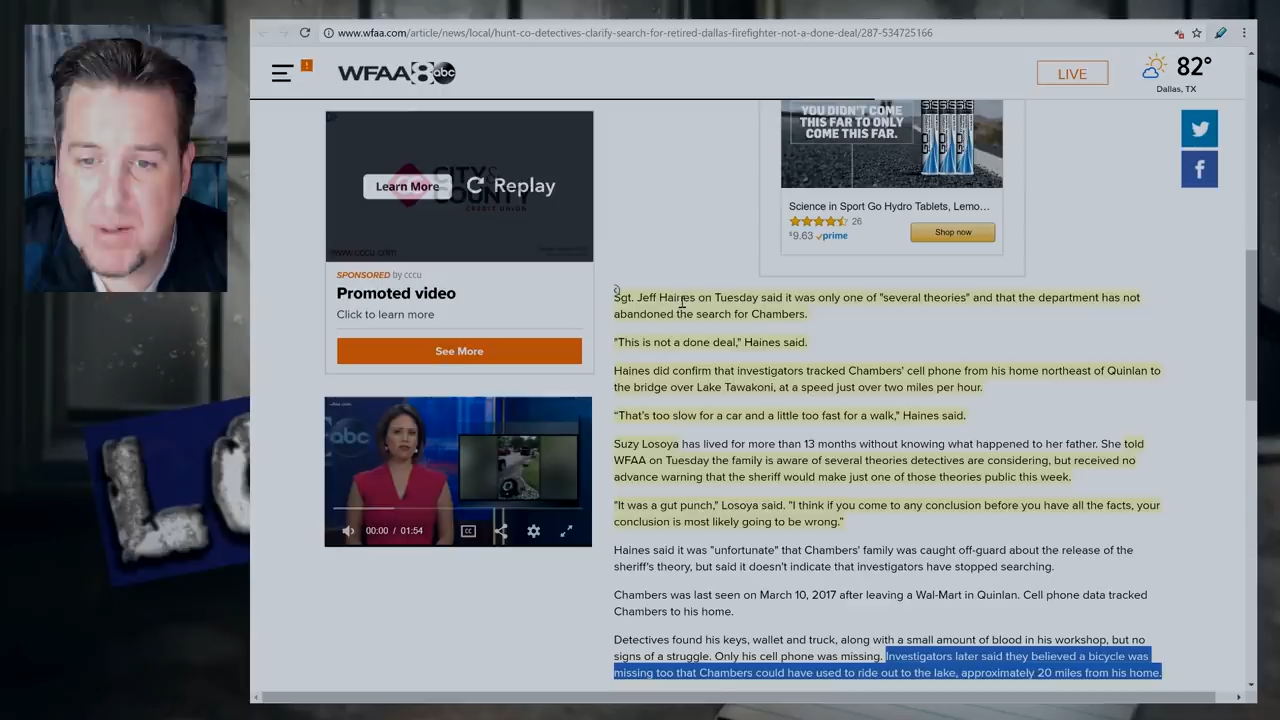 www.wfaa.com/article/news/local/hunt-co-detectives-clarify-search-for-retired-dallas-firefighter-not-a-done-deal/287-534725166
WFAA 8 abc
LIVE
82°
Dallas, TX
Learn More
Replay
CITY &
COUNTY
CREDIT UNION
www.cccu.com
SPONSORED by cccu
Promoted video
Click to learn more
See More
abc
00:00 / 01:54
CC
YOU DIDN'T COME
THIS FAR TO ONLY
COME THIS FAR.
Science in Sport Go Hydro Tablets, Lemo…
26
$9.63 prime
Shop now
Sgt. Jeff Haines on Tuesday said it was only one of "several theories" and that the department has not
abandoned the search for Chambers.
"This is not a done deal," Haines said.
Haines did confirm that investigators tracked Chambers' cell phone from his home northeast of Quinlan to
the bridge over Lake Tawakoni, at a speed just over two miles per hour.
“That's too slow for a car and a little too fast for a walk," Haines said.
Suzy Losoya has lived for more than 13 months without knowing what happened to her father. She told
WFAA on Tuesday the family is aware of several theories detectives are considering, but received no
advance warning that the sheriff would make just one of those theories public this week.
"It was a gut punch," Losoya said. "I think if you come to any conclusion before you have all the facts, your
conclusion is most likely going to be wrong.”
Haines said it was "unfortunate" that Chambers' family was caught off-guard about the release of the
sheriff's theory, but said it doesn't indicate that investigators have stopped searching.
Chambers was last seen on March 10, 2017 after leaving a Wal-Mart in Quinlan. Cell phone data tracked
Chambers to his home.
Detectives found his keys, wallet and truck, along with a small amount of blood in his workshop, but no
signs of a struggle. Only his cell phone was missing. Investigators later said they believed a bicycle was
missing too that Chambers could have used to ride out to the lake, approximately 20 miles from his home.